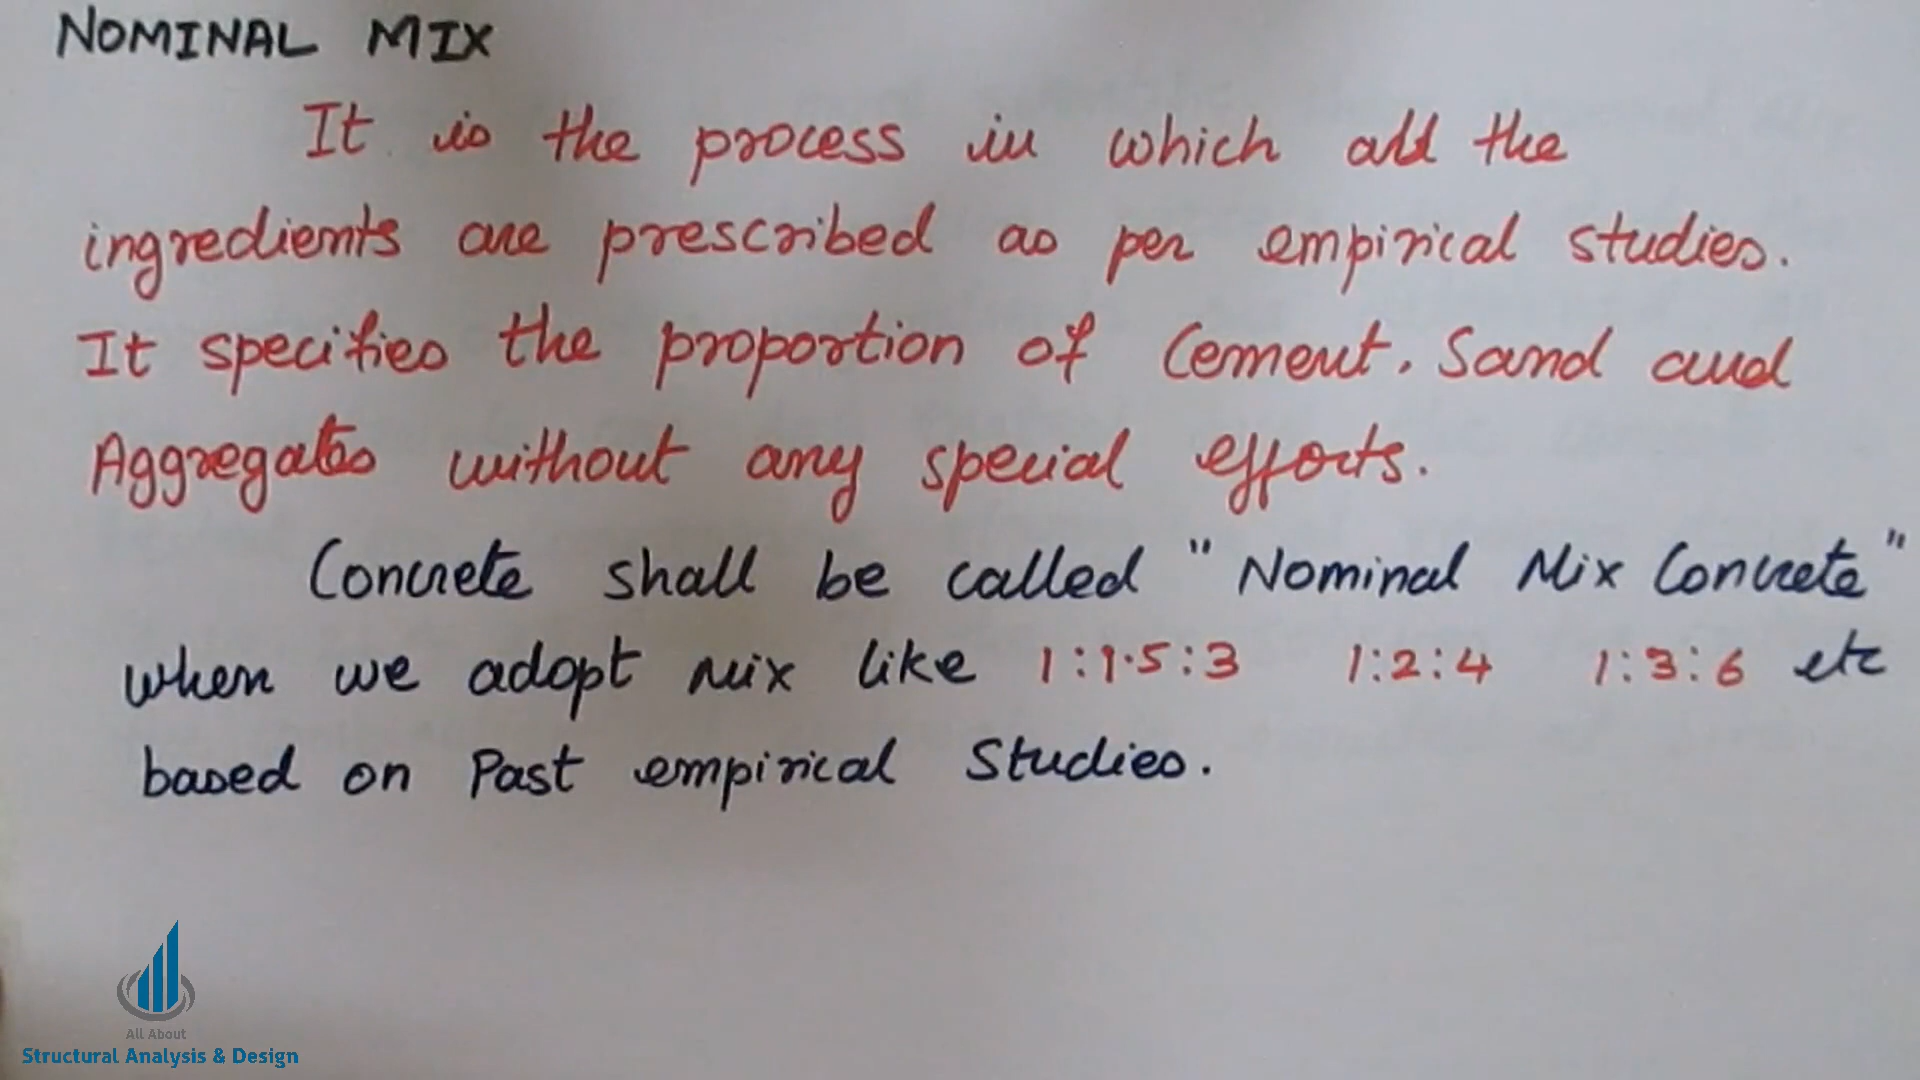 NOMINAL MIX
It is the process in which all the
ingredients are prescribed as per empirical studies.
It specifies the proportion of Cement, Sand and
Aggregates without any special efforts.
Concrete shall be called "Nominal Mix Concrete"
when we adopt mix like 1:1.5:3 1:2:4 1:3:6 etc
based on Past empirical Studies.
All About
Structural Analysis & Design